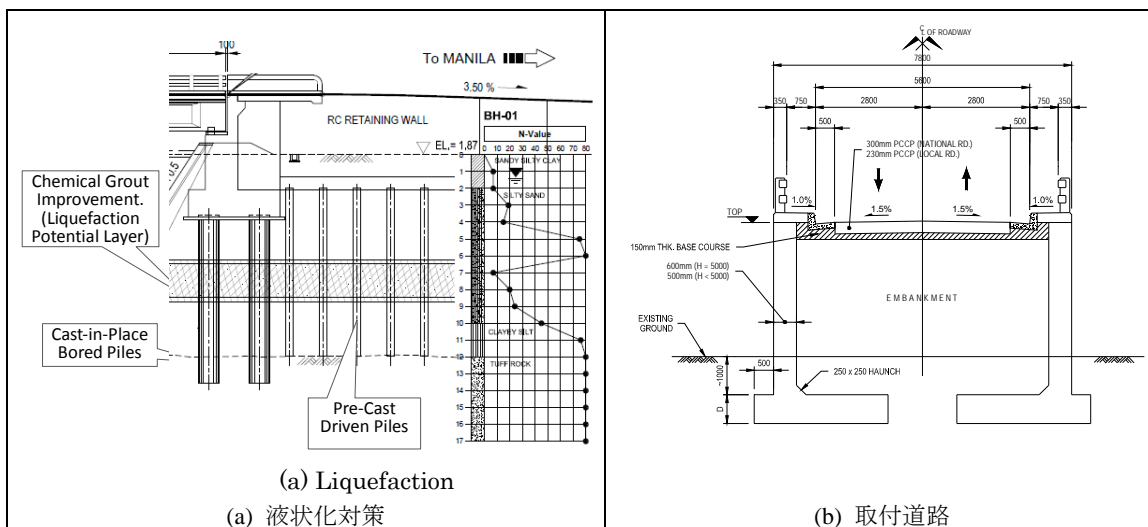 100
To MANILA
3.50 %
BH-01
RC RETAINING WALL
N-Value
EL,= 1,87
0 10 20 30 40 50 60 70 80
SANDY SILTY CLAY
1
2
SILTY SAND
3
4
5
6
7
8
9
10
CLAYEY SILT
11
12
TUFF ROCK
13
14
15
16
17
Chemical Grout
Improvement.
(Liquefaction
Potential Layer)
Cast-in-Place
Bored Piles
Pre-Cast
Driven Piles
(a) Liquefaction
(a) 液状化対策
℄ OF ROADWAY
7800
5600
350
750
2800
2800
750
350
500
500
300mm PCCP (NATIONAL RD.)
230mm PCCP (LOCAL RD.)
1.0%
1.5%
1.5%
1.0%
TOP
150mm THK. BASE COURSE
600mm (H = 5000)
500mm (H < 5000)
EMBANKMENT
EXISTING
GROUND
500
~1000
250 x 250 HAUNCH
D
(b) 取付道路